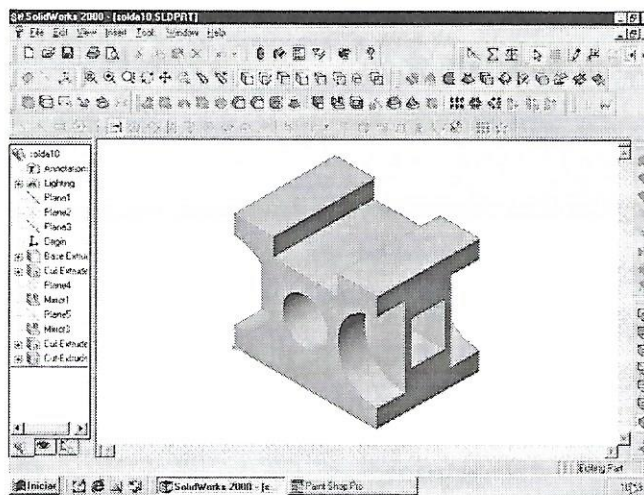 SolidWorks 2000 - [solda10.SLDPRT]
File Edit View Insert Tools Window Help
solda10
Annotations
Lighting
Plane1
Plane2
Plane3
Origin
Base Extru
Cut-Extrude
Plane4
Mirror1
Plane5
Mirror3
Cut-Extrude
Cut-Extrude
Editing Part
Iniciar
SolidWorks 2000 - [s...
Paint Shop Pro